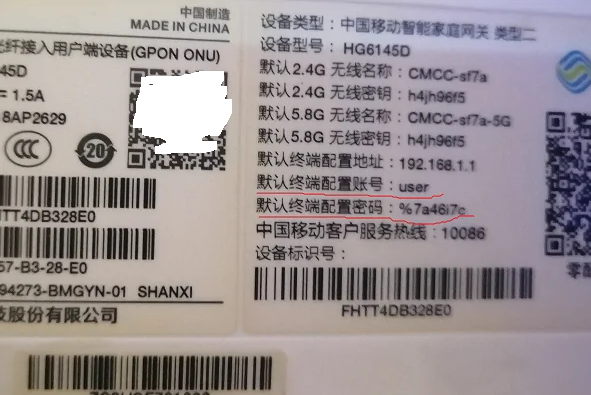 中国制造
MADE IN CHINA
光纤接入用户端设备(GPON ONU)
45D
= 1.5A
8AP2629
20
HTT4DB328E0
57-B3-28-E0
94273-BMGYN-01 SHANXI
股份有限公司
设备类型：中国移动智能家庭网关 类型二
设备型号：HG6145D
默认2.4G 无线名称：CMCC-sf7a
默认2.4G 无线密钥：h4jh96f5
默认5.8G 无线名称：CMCC-sf7a-5G
默认5.8G 无线密钥：h4jh96f5
默认终端配置地址：192.168.1.1
默认终端配置账号：user
默认终端配置密码：%7a46i7c
中国移动客户服务热线：10086
设备标识号：
零配
FHTT4DB328E0